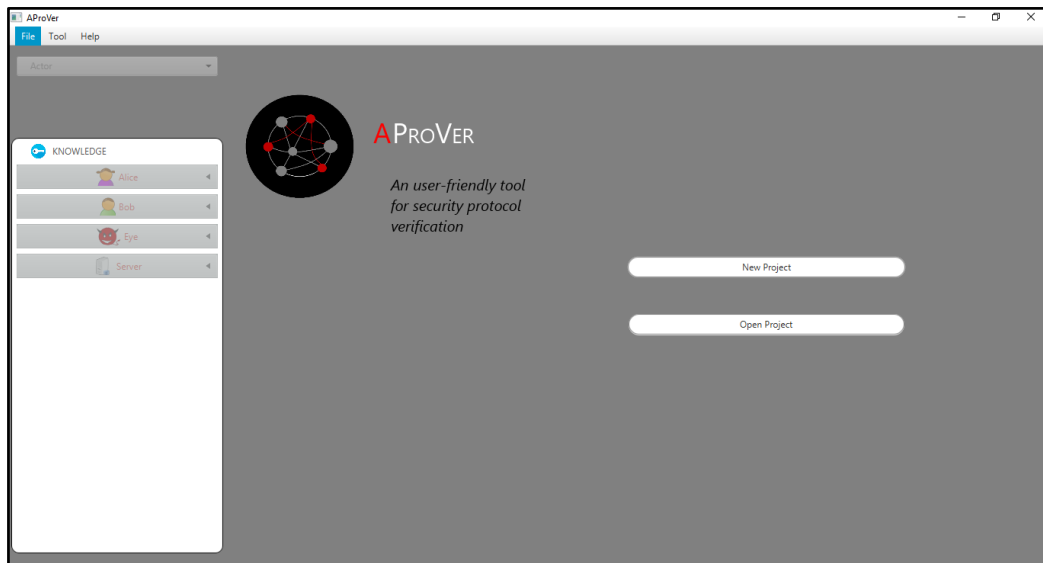 AProVer
File Tool Help
Actor
KNOWLEDGE
Alice
Bob
Eye
Server
AProVer
An user-friendly tool
for security protocol
verification
New Project
Open Project